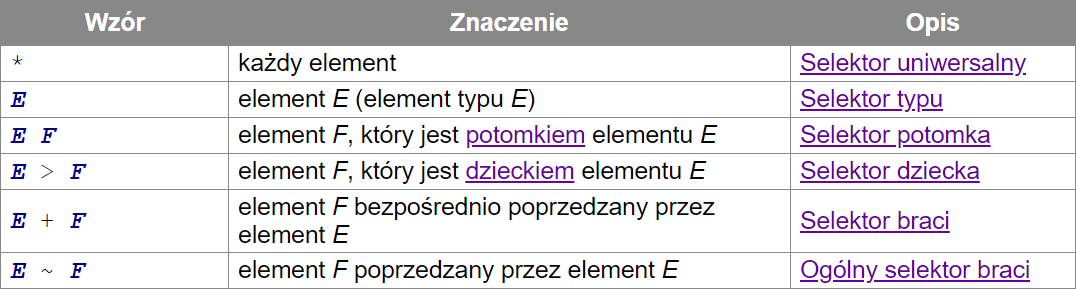 Wzór Znaczenie Opis
* każdy element Selektor uniwersalny
E element E (element typu E) Selektor typu
E F element F, który jest potomkiem elementu E Selektor potomka
E > F element F, który jest dzieckiem elementu E Selektor dziecka
E + F element F bezpośrednio poprzedzany przez
element E Selektor braci
E ~ F element F poprzedzany przez element E Ogólny selektor braci